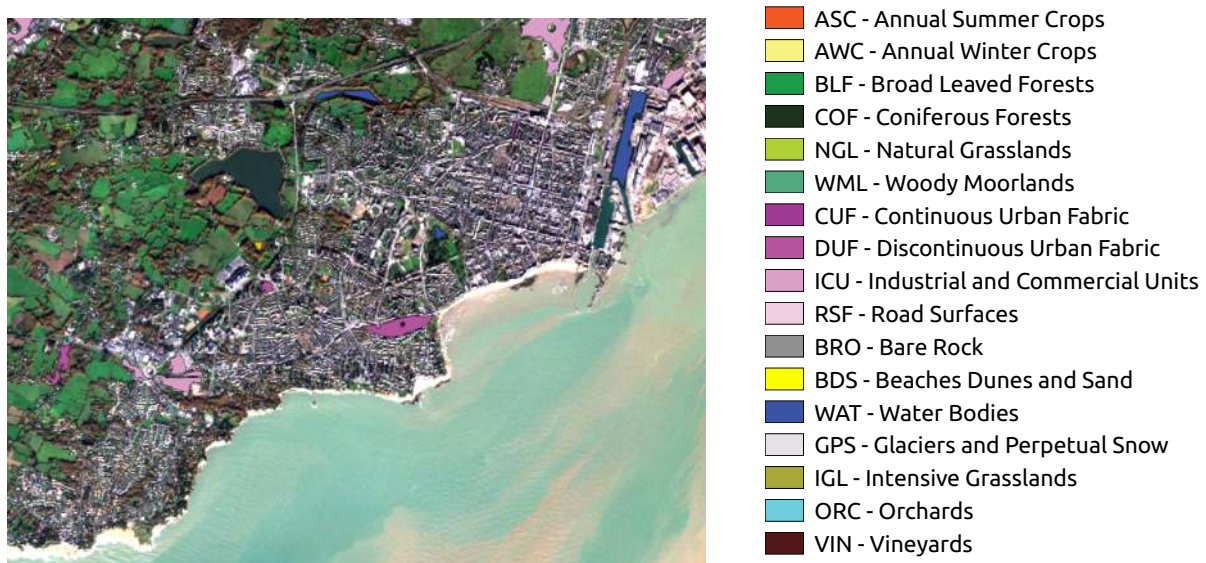 ASC - Annual Summer Crops
AWC - Annual Winter Crops
BLF - Broad Leaved Forests
COF - Coniferous Forests
NGL - Natural Grasslands
WML - Woody Moorlands
CUF - Continuous Urban Fabric
DUF - Discontinuous Urban Fabric
ICU - Industrial and Commercial Units
RSF - Road Surfaces
BRO - Bare Rock
BDS - Beaches Dunes and Sand
WAT - Water Bodies
GPS - Glaciers and Perpetual Snow
IGL - Intensive Grasslands
ORC - Orchards
VIN - Vineyards